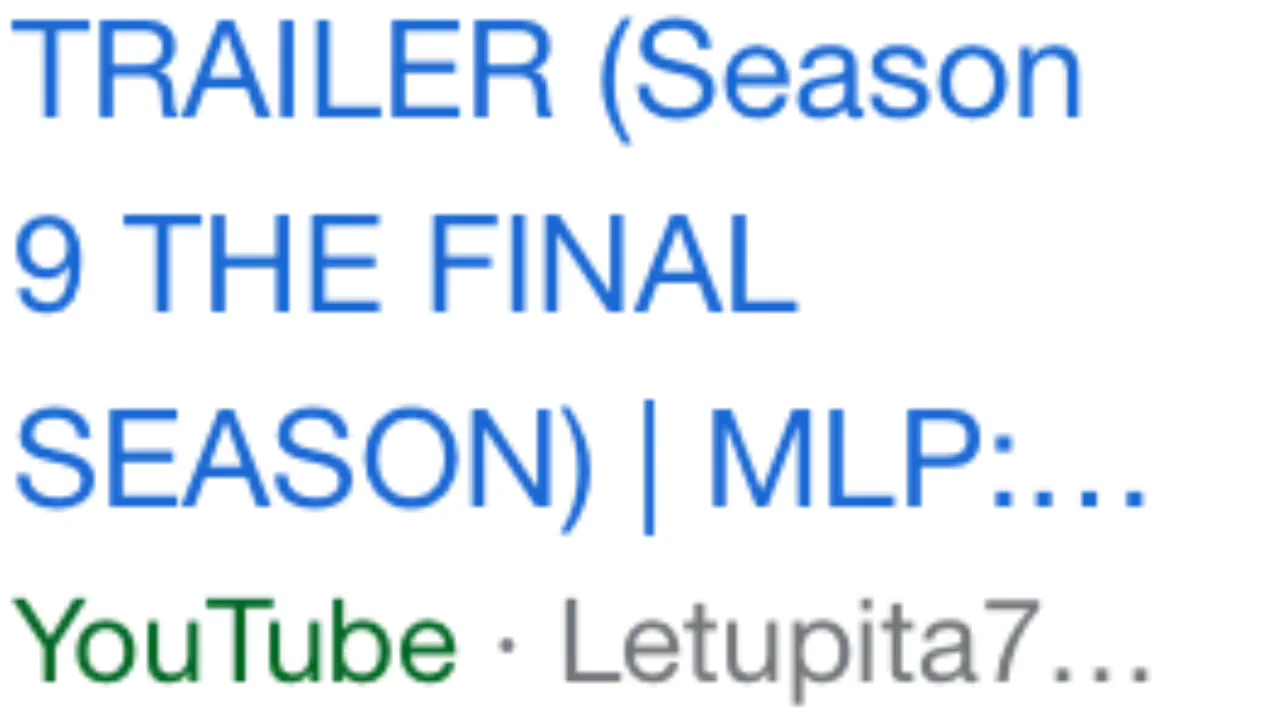 TRAILER (Season
9 THE FINAL
SEASON) | MLP:...
YouTube · Letupita7...